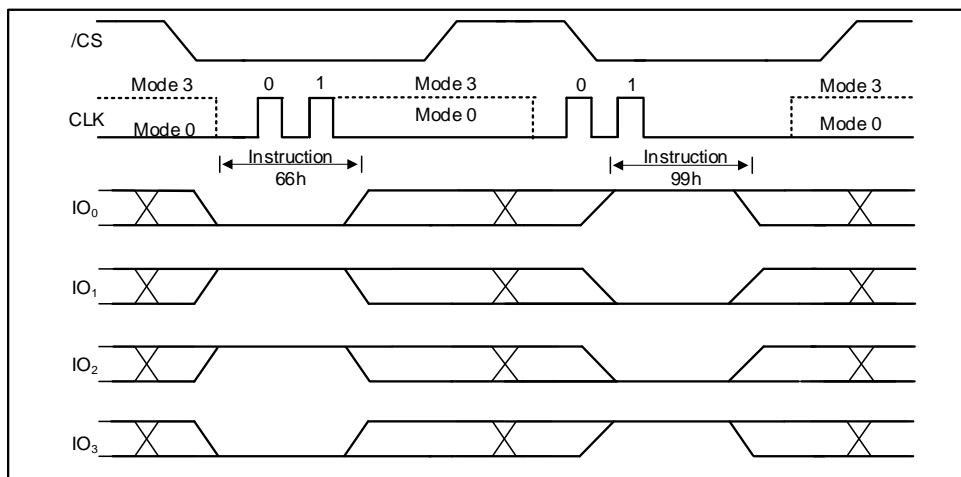 /CS
Mode 3 0 1 Mode 3 0 1 Mode 3
CLK
Mode 0 Mode 0 Mode 0
Instruction Instruction
66h 99h
IO₀
IO₁
IO₂
IO₃